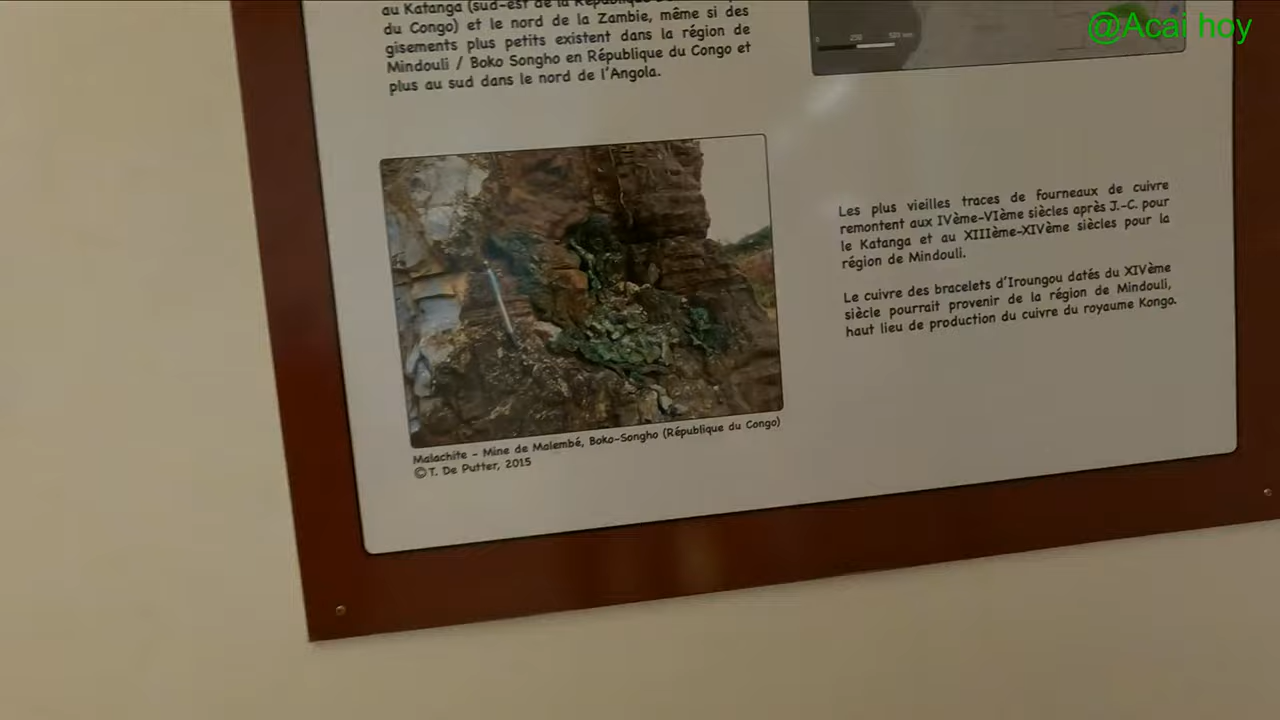 au Katanga (sud-est de la République
du Congo) et le nord de la Zambie, même si des
gisements plus petits existent dans la région de
Mindouli / Boko Songho en République du Congo et
plus au sud dans le nord de l'Angola.
0 250 500 km
@Acai hoy
Les plus vieilles traces de fourneaux de cuivre
remontent aux IVème-VIème siècles après J.-C. pour
le Katanga et au XIIIème-XIVème siècles pour la
région de Mindouli.
Le cuivre des bracelets d'Iroungou datés du XIVème
siècle pourrait provenir de la région de Mindouli,
haut lieu de production du cuivre du royaume Kongo.
Malachite - Mine de Malembé, Boko-Songho (République du Congo)
©T. De Putter, 2015